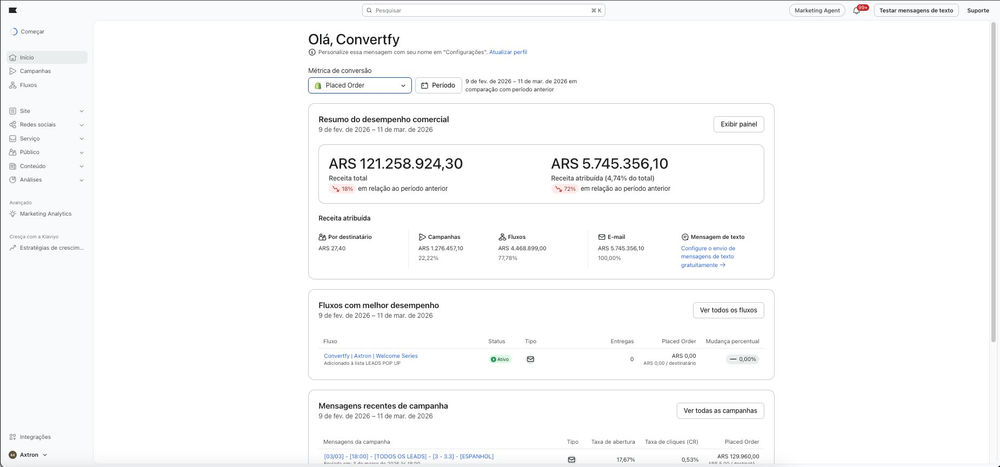 Pesquisar
⌘ K
Marketing Agent
99+
Testar mensagens de texto
Suporte
Começar
Início
Campanhas
Fluxos
Site
Redes sociais
Serviço
Público
Conteúdo
Análises
Avançado
Marketing Analytics
Cresça com a Klaviyo
Estratégias de crescim...
Integrações
AX
Axtron
Olá, Convertfy
Personalize essa mensagem com seu nome em "Configurações". Atualizar perfil
Métrica de conversão
Placed Order
Período
9 de fev. de 2026 – 11 de mar. de 2026 em
comparação com período anterior
Resumo do desempenho comercial
9 de fev. de 2026 – 11 de mar. de 2026
Exibir painel
ARS 121.258.924,30
Receita total
18% em relação ao período anterior
ARS 5.745.356,10
Receita atribuída (4,74% do total)
72% em relação ao período anterior
Receita atribuída
Por destinatário
ARS 27,40
Campanhas
ARS 1.276.457,10
22,22%
Fluxos
ARS 4.468.899,00
77,78%
E-mail
ARS 5.745.356,10
100,00%
Mensagem de texto
Configure o envio de
mensagens de texto
gratuitamente →
Fluxos com melhor desempenho
9 de fev. de 2026 – 11 de mar. de 2026
Ver todos os fluxos
Fluxo Status Tipo Entregas Placed Order Mudança percentual
Convertfy | Axtron | Welcome Series
Adicionado à lista LEADS POP UP
Ativo
0
ARS 0,00
ARS 0,00 / destinatário
— 0,00%
Mensagens recentes de campanha
9 de fev. de 2026 – 11 de mar. de 2026
Ver todas as campanhas
Mensagens da campanha Tipo Taxa de abertura Taxa de cliques (CR) Placed Order
[03/03] - [18:00] - [TODOS OS LEADS] - [3 - 3.3] - [ESPANHOL]
Enviada em: 3 de março de 2026 às 18:00
17,67%
0,53%
ARS 129.960,00
ARS 5,00 / destinatá...